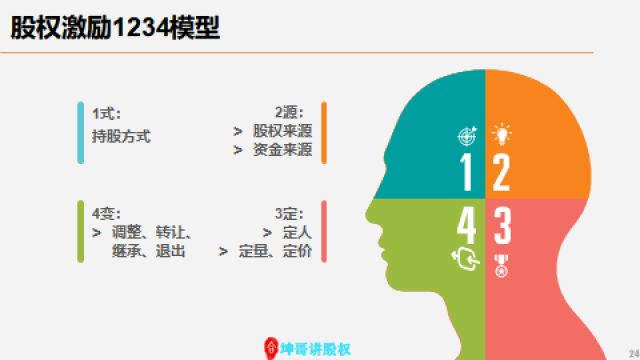 股权激励1234模型
1式：
持股方式
2源：
> 股权来源
> 资金来源
4变：
> 调整、转让、
继承、退出
3定：
> 定人
> 定量、定价
1
2
4
3
坤哥讲股权
24